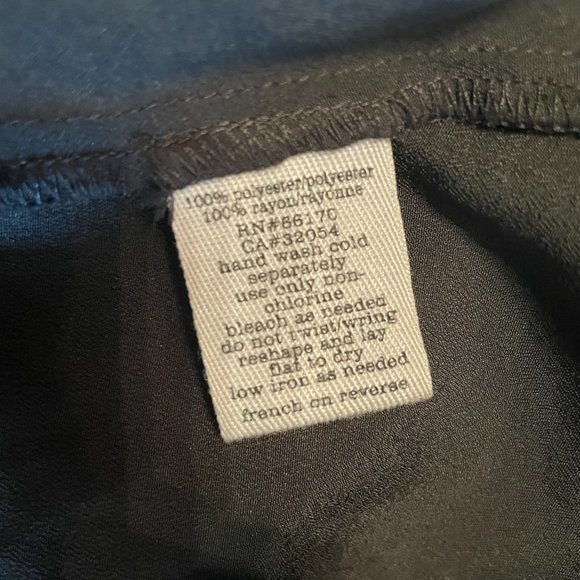 100% polyester/polyester
100% rayon/rayonne
RN#66170
CA#32054
hand wash cold
separately
use only non-
chlorine
bleach as needed
do not twist/wring
reshape and lay
flat to dry
low iron as needed
french on reverse